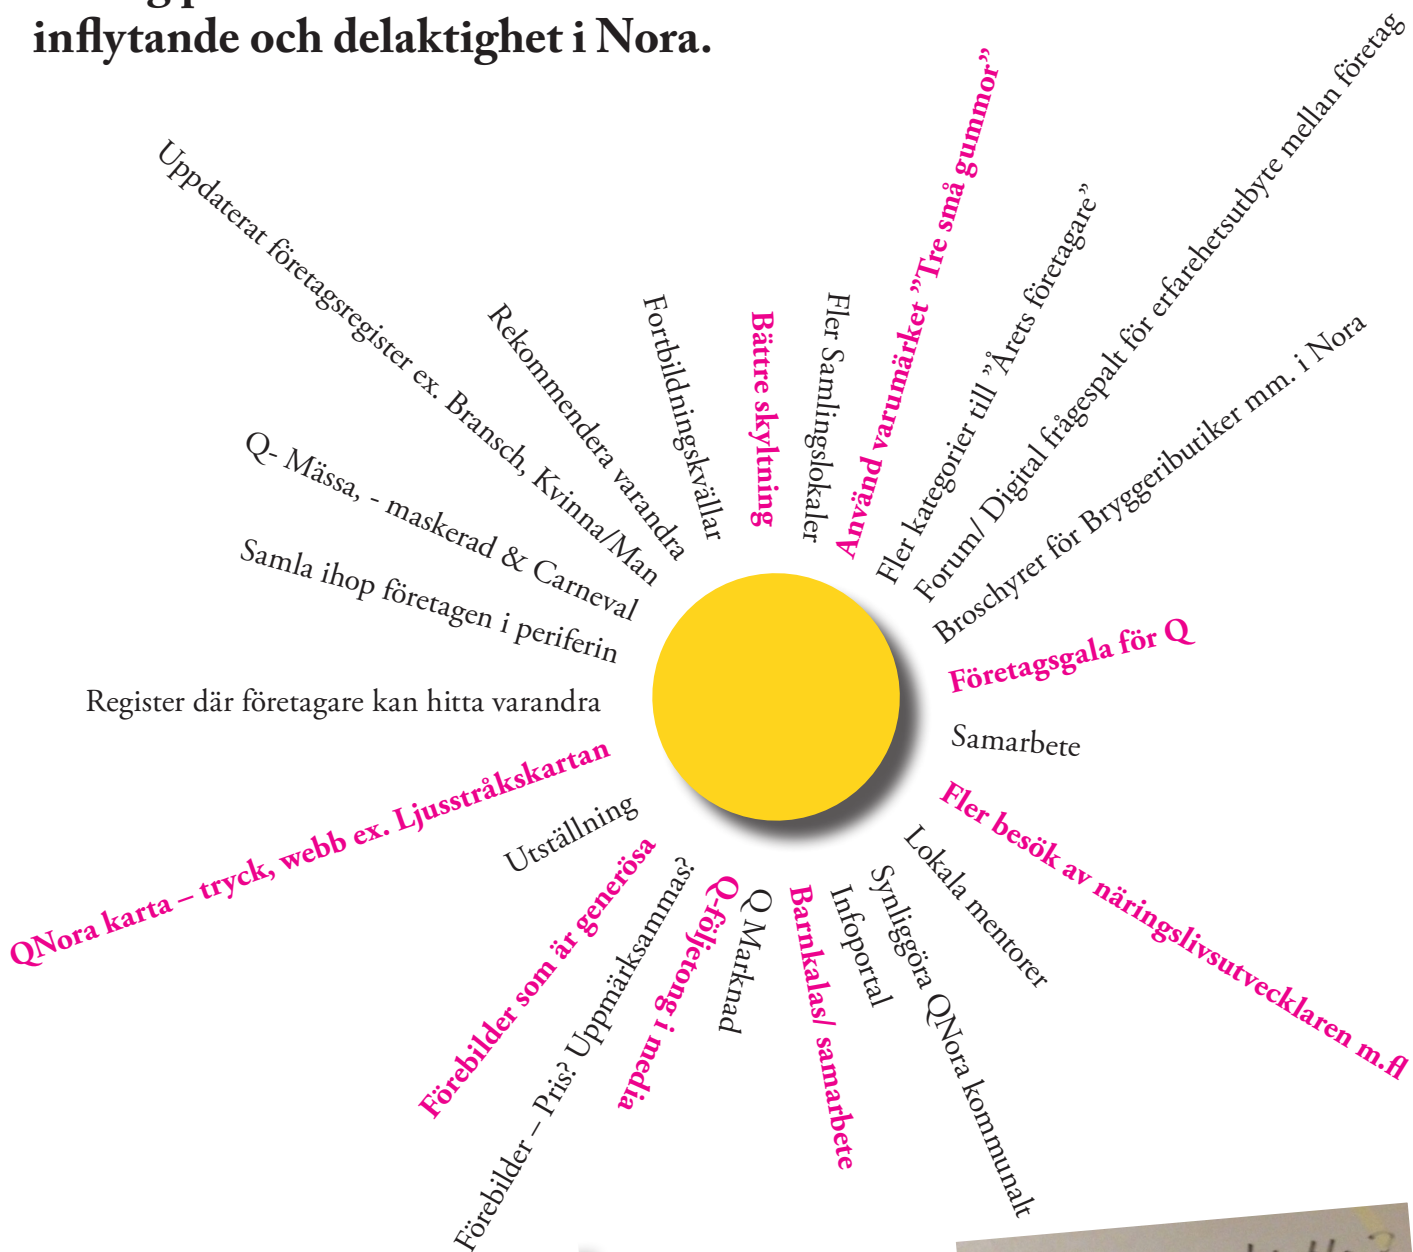 inflytande och delaktighet i Nora.
Uppdaterat företagsregister ex. Bransch, Kvinna/Man
Rekommendera varandra
Fortbildningskvällar
Bättre skyltning
Fler Samlingslokaler
Använd varumärket ”Tre små gummor”
Fler kategorier till ”Årets företagare”
Forum/ Digital frågespalt för erfarehetsutbyte mellan företag
Broschyrer för Bryggeributiker mm. i Nora
Företagsgala för Q
Samarbete
Fler besök av näringslivsutvecklaren m.fl
Lokala mentorer
Synliggöra QNora kommunalt
Infoportal
Barnkalas/ samarbete
Q Marknad
Q-följetong i media
Förebilder – Pris? Uppmärksammas?
Förebilder som är generösa
Utställning
QNora karta – tryck, webb ex. Ljusstråkskartan
Register där företagare kan hitta varandra
Samla ihop företagen i periferin
Q- Mässa, - maskerad & Carneval